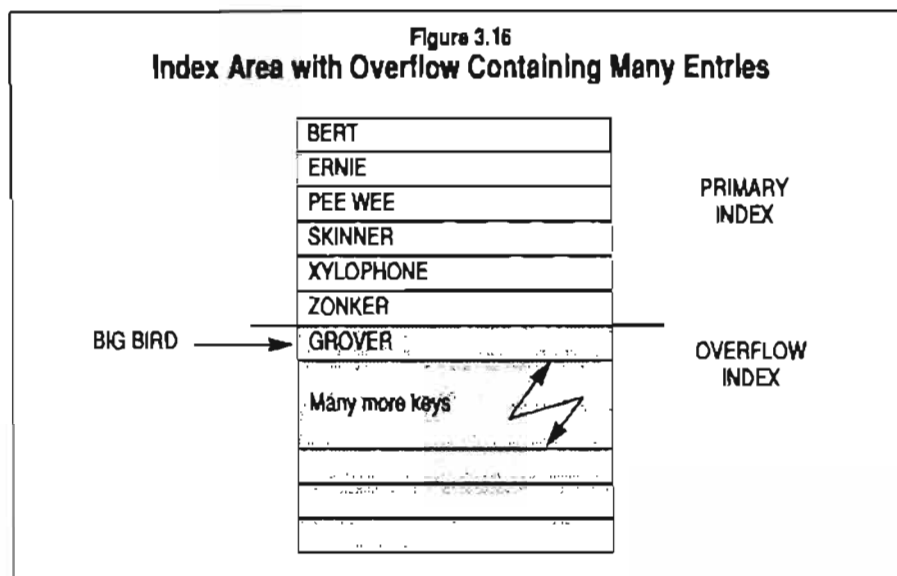 Figure 3.16
Index Area with Overflow Containing Many Entries
BERT
ERNIE
PEE WEE
SKINNER
XYLOPHONE
ZONKER
PRIMARY
INDEX
BIG BIRD
GROVER
OVERFLOW
INDEX
Many more keys